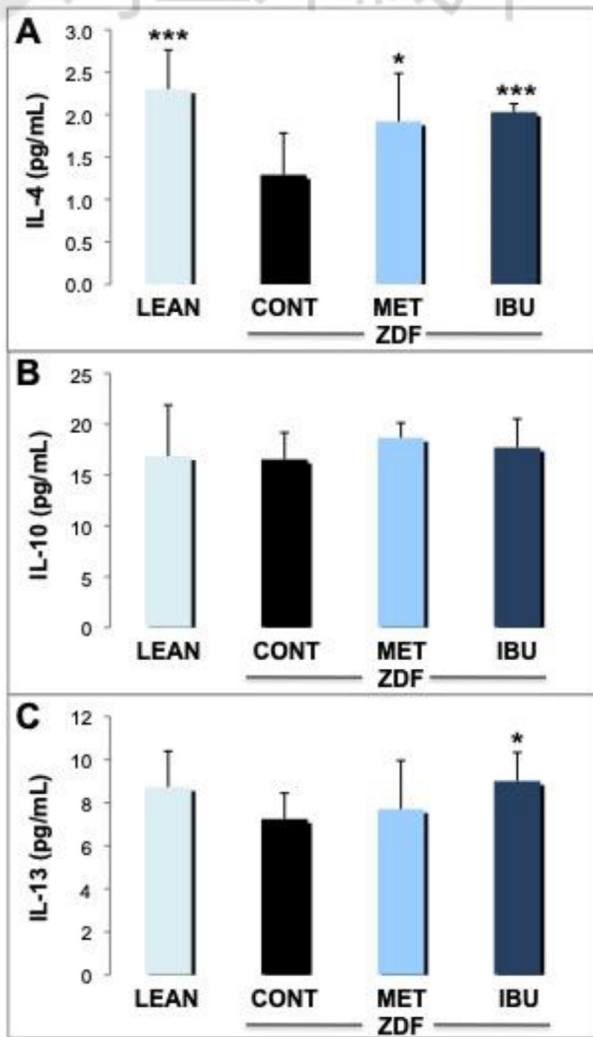 A
IL-4 (pg/mL)
3.0
2.5
2.0
1.5
1.0
0.5
0.0
***
*
***
LEAN CONT MET IBU
ZDF
B
IL-10 (pg/mL)
25
20
15
10
5
0
LEAN CONT MET IBU
ZDF
C
IL-13 (pg/mL)
12
10
8
6
4
2
0
*
LEAN CONT MET IBU
ZDF